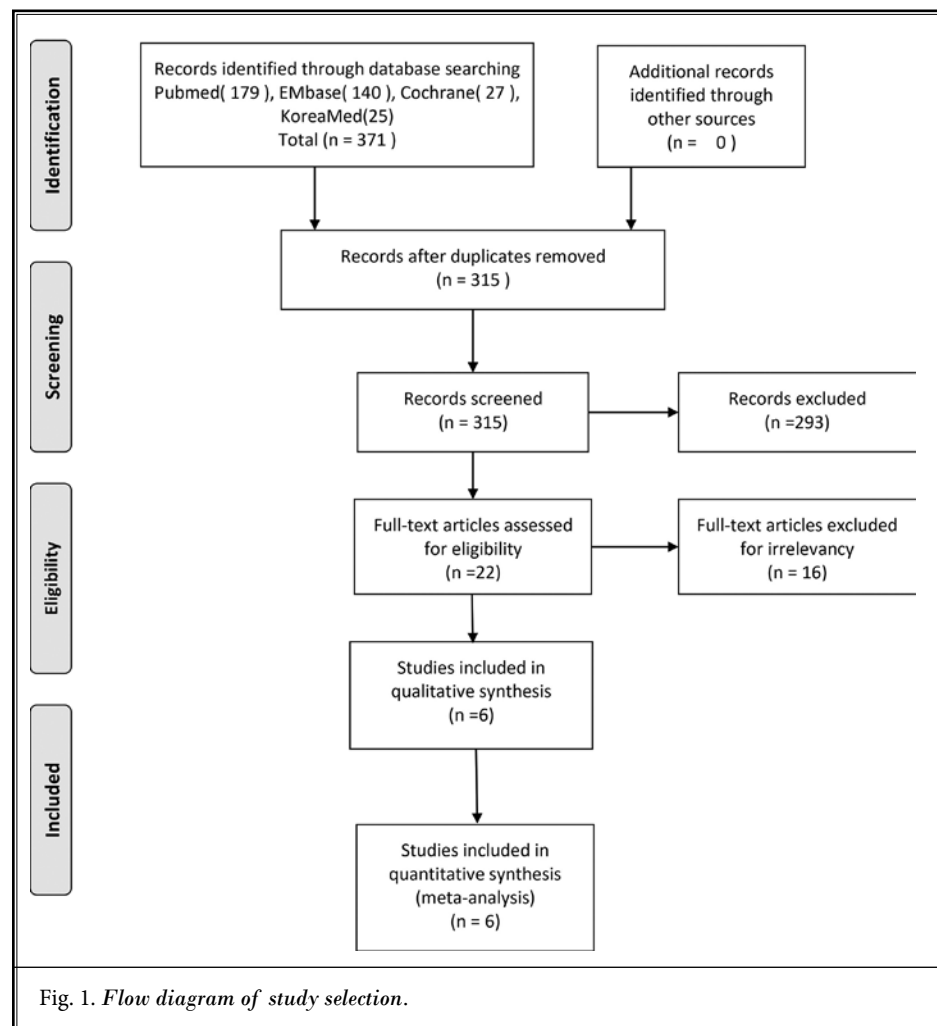 Identification
Records identified through database searching
Pubmed( 179 ), EMbase( 140 ), Cochrane( 27 ),
KoreaMed(25)
Total (n = 371 )
Additional records
identified through
other sources
(n = 0 )
Records after duplicates removed
(n = 315 )
Screening
Records screened
(n = 315)
Records excluded
(n =293)
Eligibility
Full-text articles assessed
for eligibility
(n =22)
Full-text articles excluded
for irrelevancy
(n = 16)
Studies included in
qualitative synthesis
(n =6)
Included
Studies included in
quantitative synthesis
(meta-analysis)
(n = 6)
Fig. 1. Flow diagram of study selection.